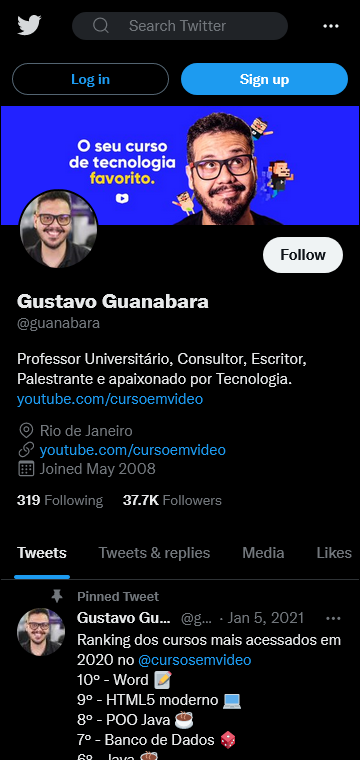 Search Twitter
Log in
Sign up
O seu curso
de tecnologia
favorito.
Follow
Gustavo Guanabara
@guanabara
Professor Universitário, Consultor, Escritor,
Palestrante e apaixonado por Tecnologia.
youtube.com/cursoemvideo
Rio de Janeiro
youtube.com/cursoemvideo
Joined May 2008
319 Following 37.7K Followers
Tweets Tweets & replies Media Likes
Pinned Tweet
Gustavo Gu... @g... · Jan 5, 2021
Ranking dos cursos mais acessados em
2020 no @cursosemvideo
10º - Word 📝
9º - HTML5 moderno 💻
8º - POO Java ☕
7º - Banco de Dados 🎲
6º - Java ☕